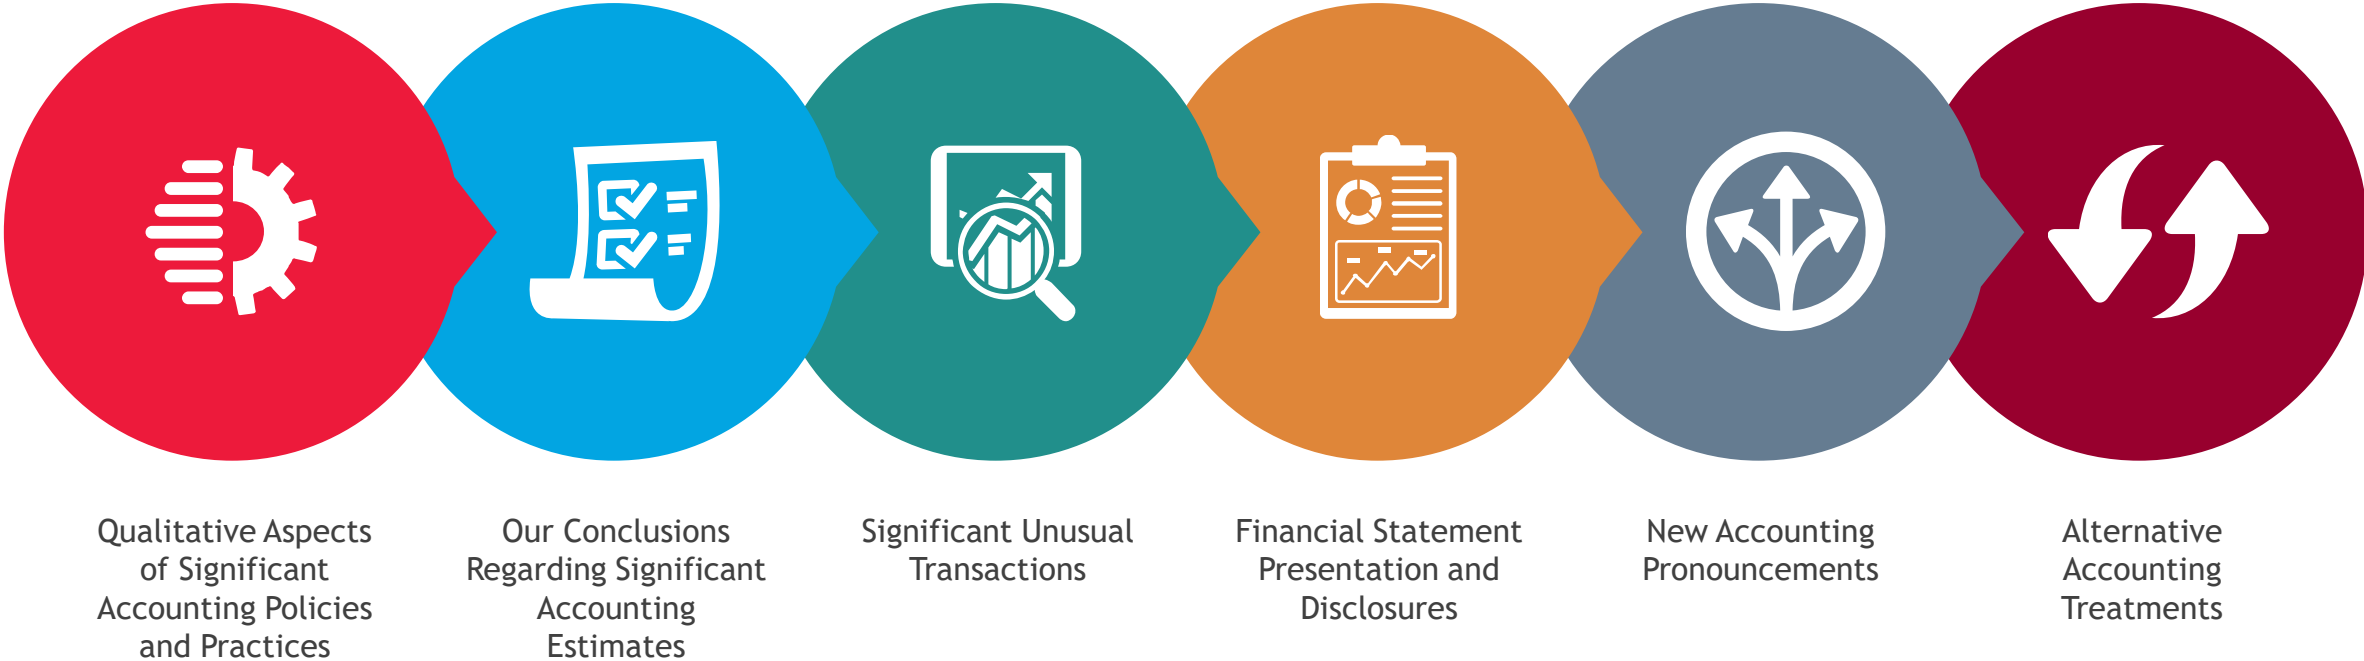 Qualitative Aspects
of Significant
Accounting Policies
and Practices
Our Conclusions
Regarding Significant
Accounting
Estimates
Significant Unusual
Transactions
Financial Statement
Presentation and
Disclosures
New Accounting
Pronouncements
Alternative
Accounting
Treatments